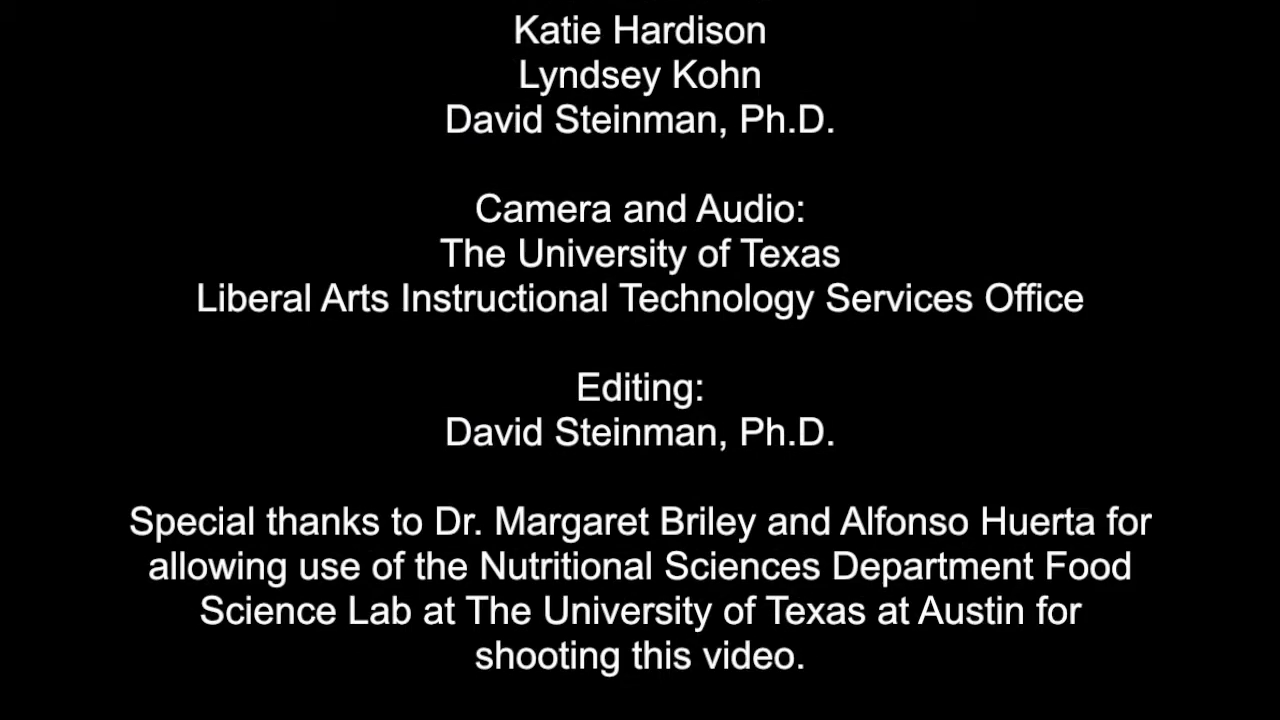 Katie Hardison
Lyndsey Kohn
David Steinman, Ph.D.
Camera and Audio:
The University of Texas
Liberal Arts Instructional Technology Services Office
Editing:
David Steinman, Ph.D.
Special thanks to Dr. Margaret Briley and Alfonso Huerta for
allowing use of the Nutritional Sciences Department Food
Science Lab at The University of Texas at Austin for
shooting this video.